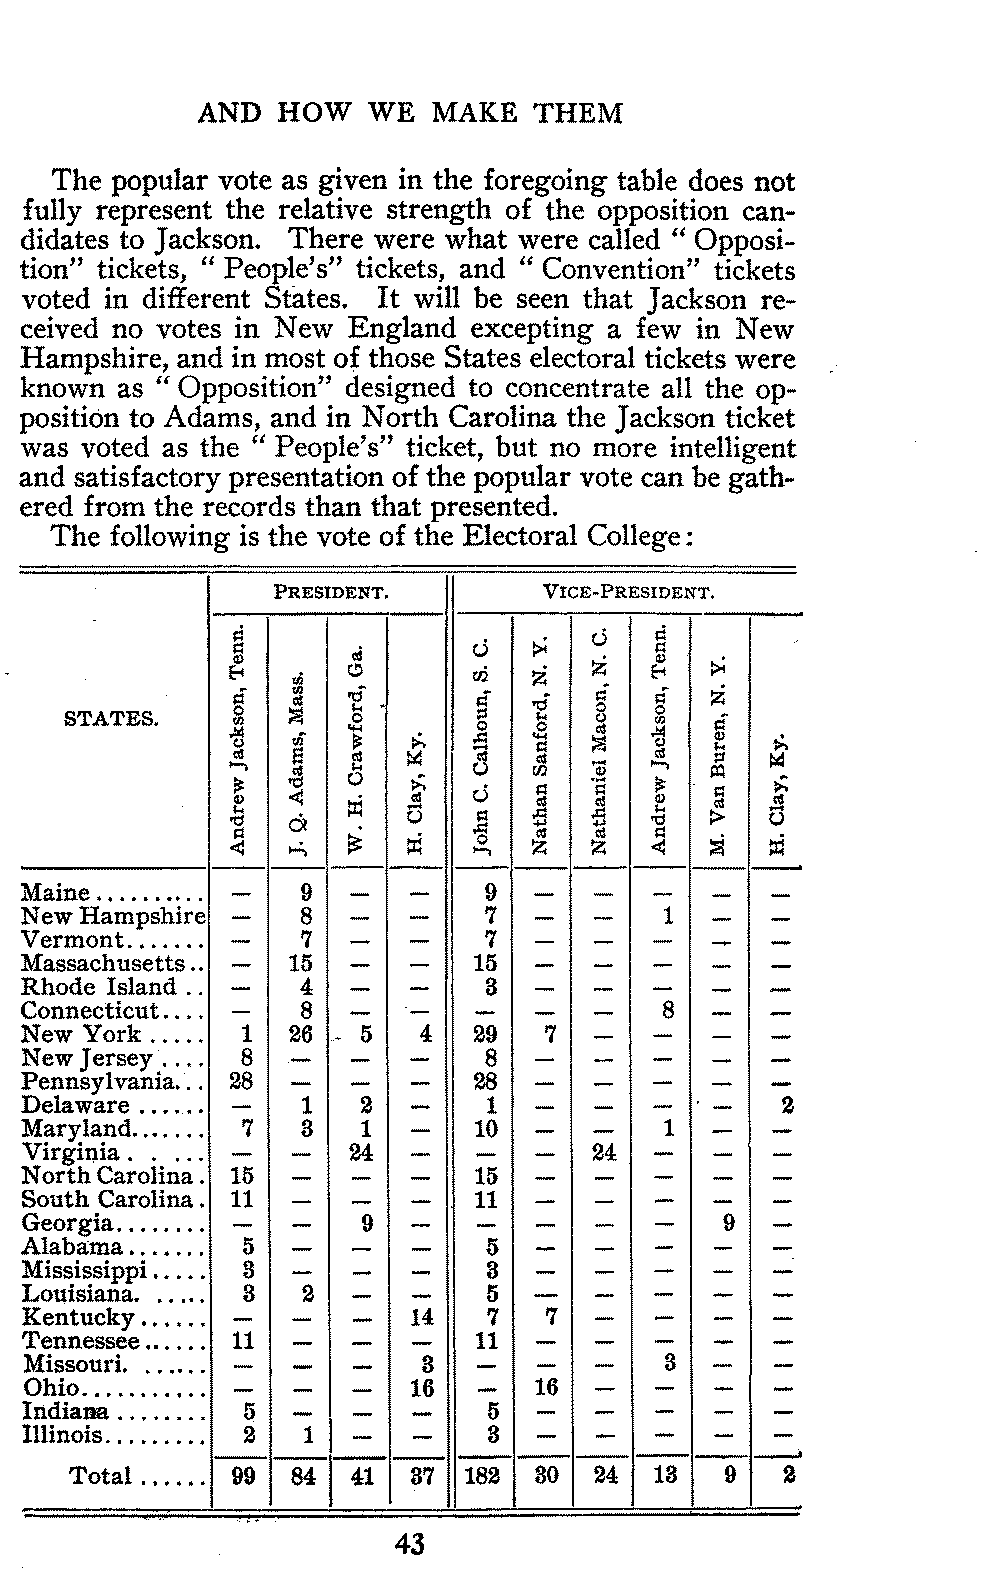 AND HOW WE MAKE THEM
The popular vote as given in the foregoing table does not
fully represent the relative strength of the opposition can-
didates to Jackson. There were what were called “ Opposi-
tion” tickets, “ People’s” tickets, and “ Convention” tickets
voted in different States. It will be seen that Jackson re-
ceived no votes in New England excepting a few in New
Hampshire, and in most of those States electoral tickets were
known as “ Opposition” designed to concentrate all the op-
position to Adams, and in North Carolina the Jackson ticket
was voted as the “ People’s” ticket, but no more intelligent
and satisfactory presentation of the popular vote can be gath-
ered from the records than that presented.
The following is the vote of the Electoral College:
STATES. PRESIDENT. VICE-PRESIDENT.
Andrew Jackson, Tenn.
J. Q. Adams, Mass.
W. H. Crawford, Ga.
H. Clay, Ky.
John C. Calhoun, S. C.
Nathan Sanford, N. Y.
Nathaniel Macon, N. C.
Andrew Jackson, Tenn.
M. Van Buren, N. Y.
H. Clay, Ky.
Maine.......... — 9 — — 9 — — — — —
New Hampshire — 8 — — 7 — — 1 — —
Vermont....... — 7 — — 7 — — — — —
Massachusetts.. — 15 — — 15 — — — — —
Rhode Island .. — 4 — — 3 — — — — —
Connecticut.... — 8 — — — — — 8 — —
New York ..... 1 26 5 4 29 7 — — — —
New Jersey .... 8 — — — 8 — — — — —
Pennsylvania... 28 — — — 28 — — — — —
Delaware ...... — 1 2 — 1 — — — — 2
Maryland....... 7 3 1 — 10 — — 1 — —
Virginia. . ... — — 24 — — — 24 — — —
North Carolina. 15 — — — 15 — — — — —
South Carolina. 11 — — — 11 — — — — —
Georgia........ — — 9 — — — — — 9 —
Alabama....... 5 — — — 5 — — — — —
Mississippi..... 3 — — — 3 — — — — —
Louisiana. ..... 3 2 — — 5 — — — — —
Kentucky...... — — — 14 7 7 — — — —
Tennessee...... 11 — — — 11 — — — — —
Missouri. ...... — — — 3 — — — 3 — —
Ohio........... — — — 16 — 16 — — — —
Indiana ........ 5 — — — 5 — — — — —
Illinois......... 2 1 — — 3 — — — — —
Total ...... 99 84 41 37 182 30 24 13 9 2
43